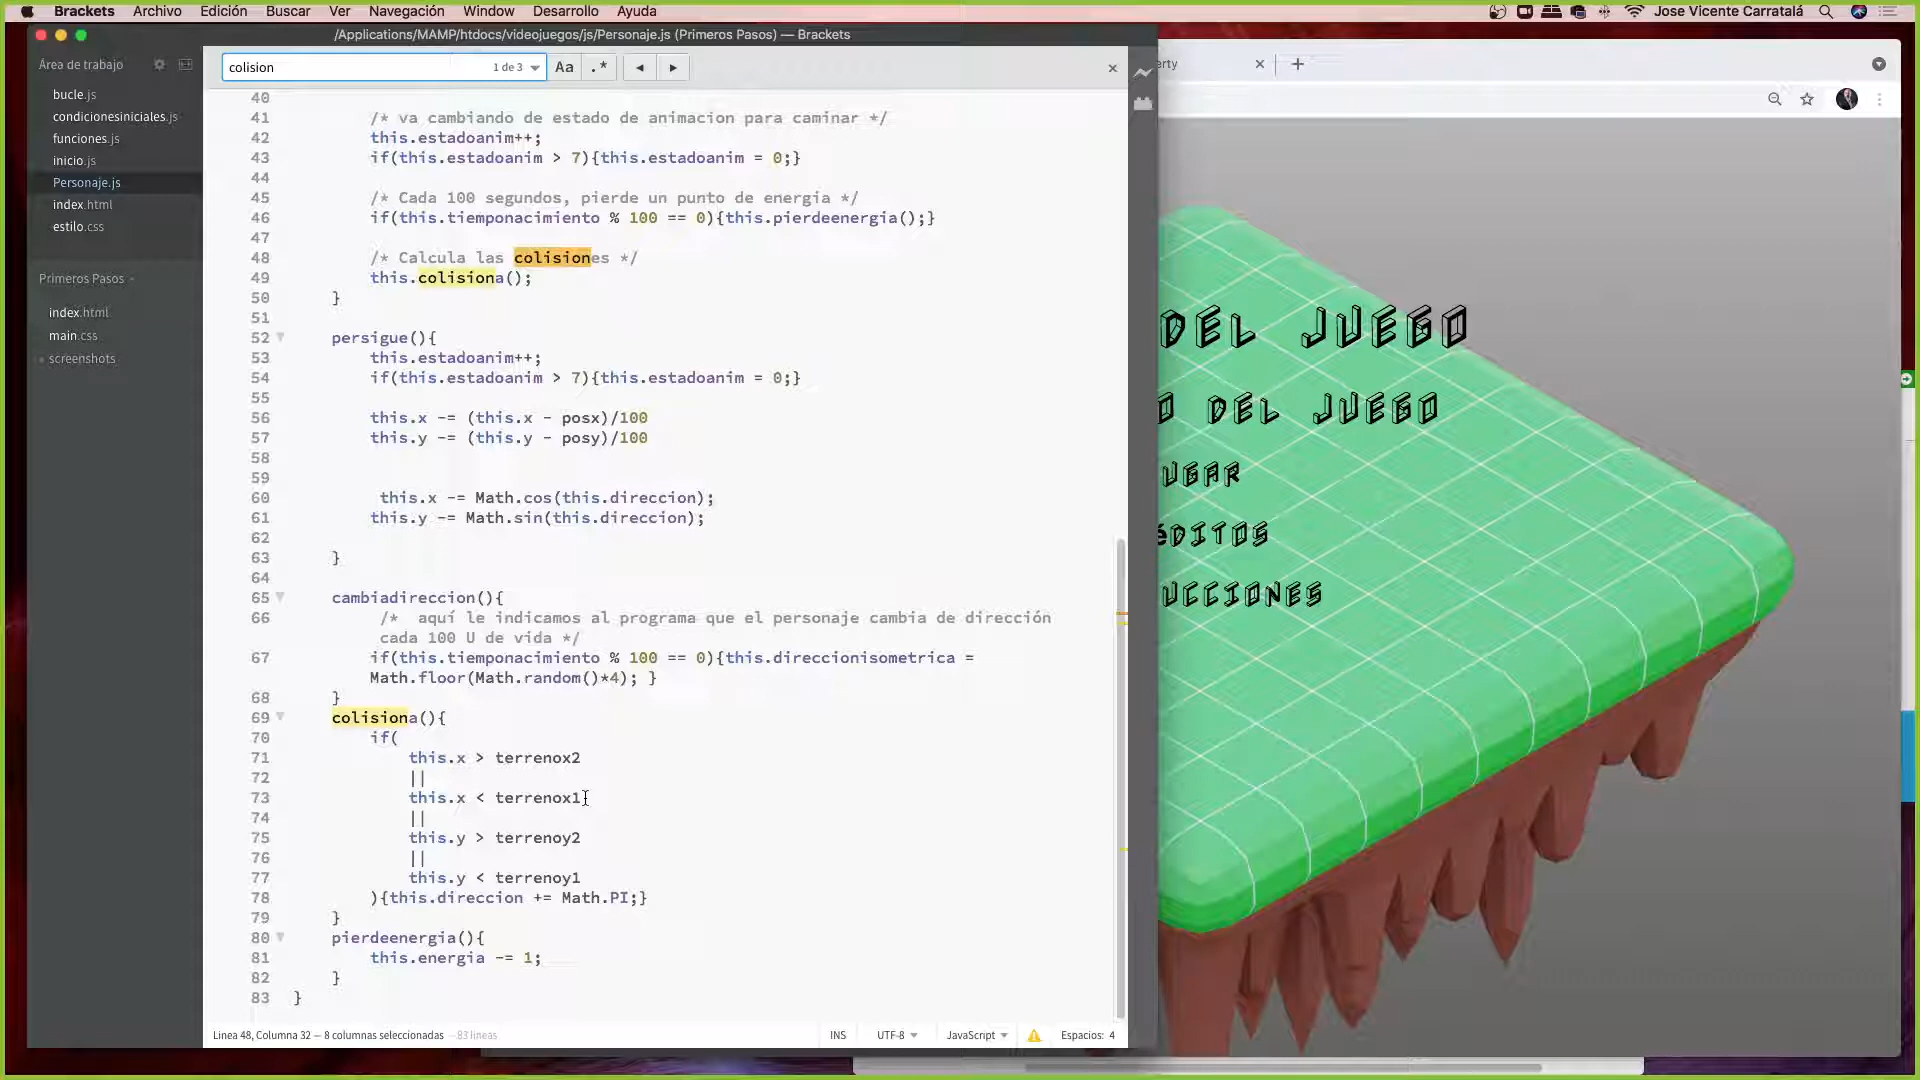 Brackets Archivo Edición Buscar Ver Navegación Window Desarrollo Ayuda
Jose Vicente Carratalá
/Applications/MAMP/htdocs/videojuegos/js/Personaje.js (Primeros Pasos) — Brackets
Área de trabajo
bucle.js
condicionesiniciales.js
funciones.js
inicio.js
Personaje.js
index.html
estilo.css
Primeros Pasos
index.html
main.css
screenshots
colision 1 de 3 Aa .*
40
41 /* va cambiando de estado de animacion para caminar */
42 this.estadoanim++;
43 if(this.estadoanim > 7){this.estadoanim = 0;}
44
45 /* Cada 100 segundos, pierde un punto de energia */
46 if(this.tiemponacimiento % 100 == 0){this.pierdeenergia();}
47
48 /* Calcula las colisiones */
49 this.colisiona();
50 }
51
52 persigue(){
53 this.estadoanim++;
54 if(this.estadoanim > 7){this.estadoanim = 0;}
55
56 this.x -= (this.x - posx)/100
57 this.y -= (this.y - posy)/100
58
59
60 this.x -= Math.cos(this.direccion);
61 this.y -= Math.sin(this.direccion);
62
63 }
64
65 cambiadireccion(){
66 /* aquí le indicamos al programa que el personaje cambia de dirección
cada 100 U de vida */
67 if(this.tiemponacimiento % 100 == 0){this.direccionisometrica =
Math.floor(Math.random()*4); }
68 }
69 colisiona(){
70 if(
71 this.x > terrenox2
72 ||
73 this.x < terrenox1
74 ||
75 this.y > terrenoy2
76 ||
77 this.y < terrenoy1
78 ){this.direccion += Math.PI;}
79 }
80 pierdeenergia(){
81 this.energia -= 1;
82 }
83 }
Línea 48, Columna 32 — 8 columnas seleccionadas — 83 líneas
INS UTF-8 JavaScript Espacios: 4
erty
DEL JUEGO
O DEL JUEGO
UGAR
éDITOS
UCCIONES